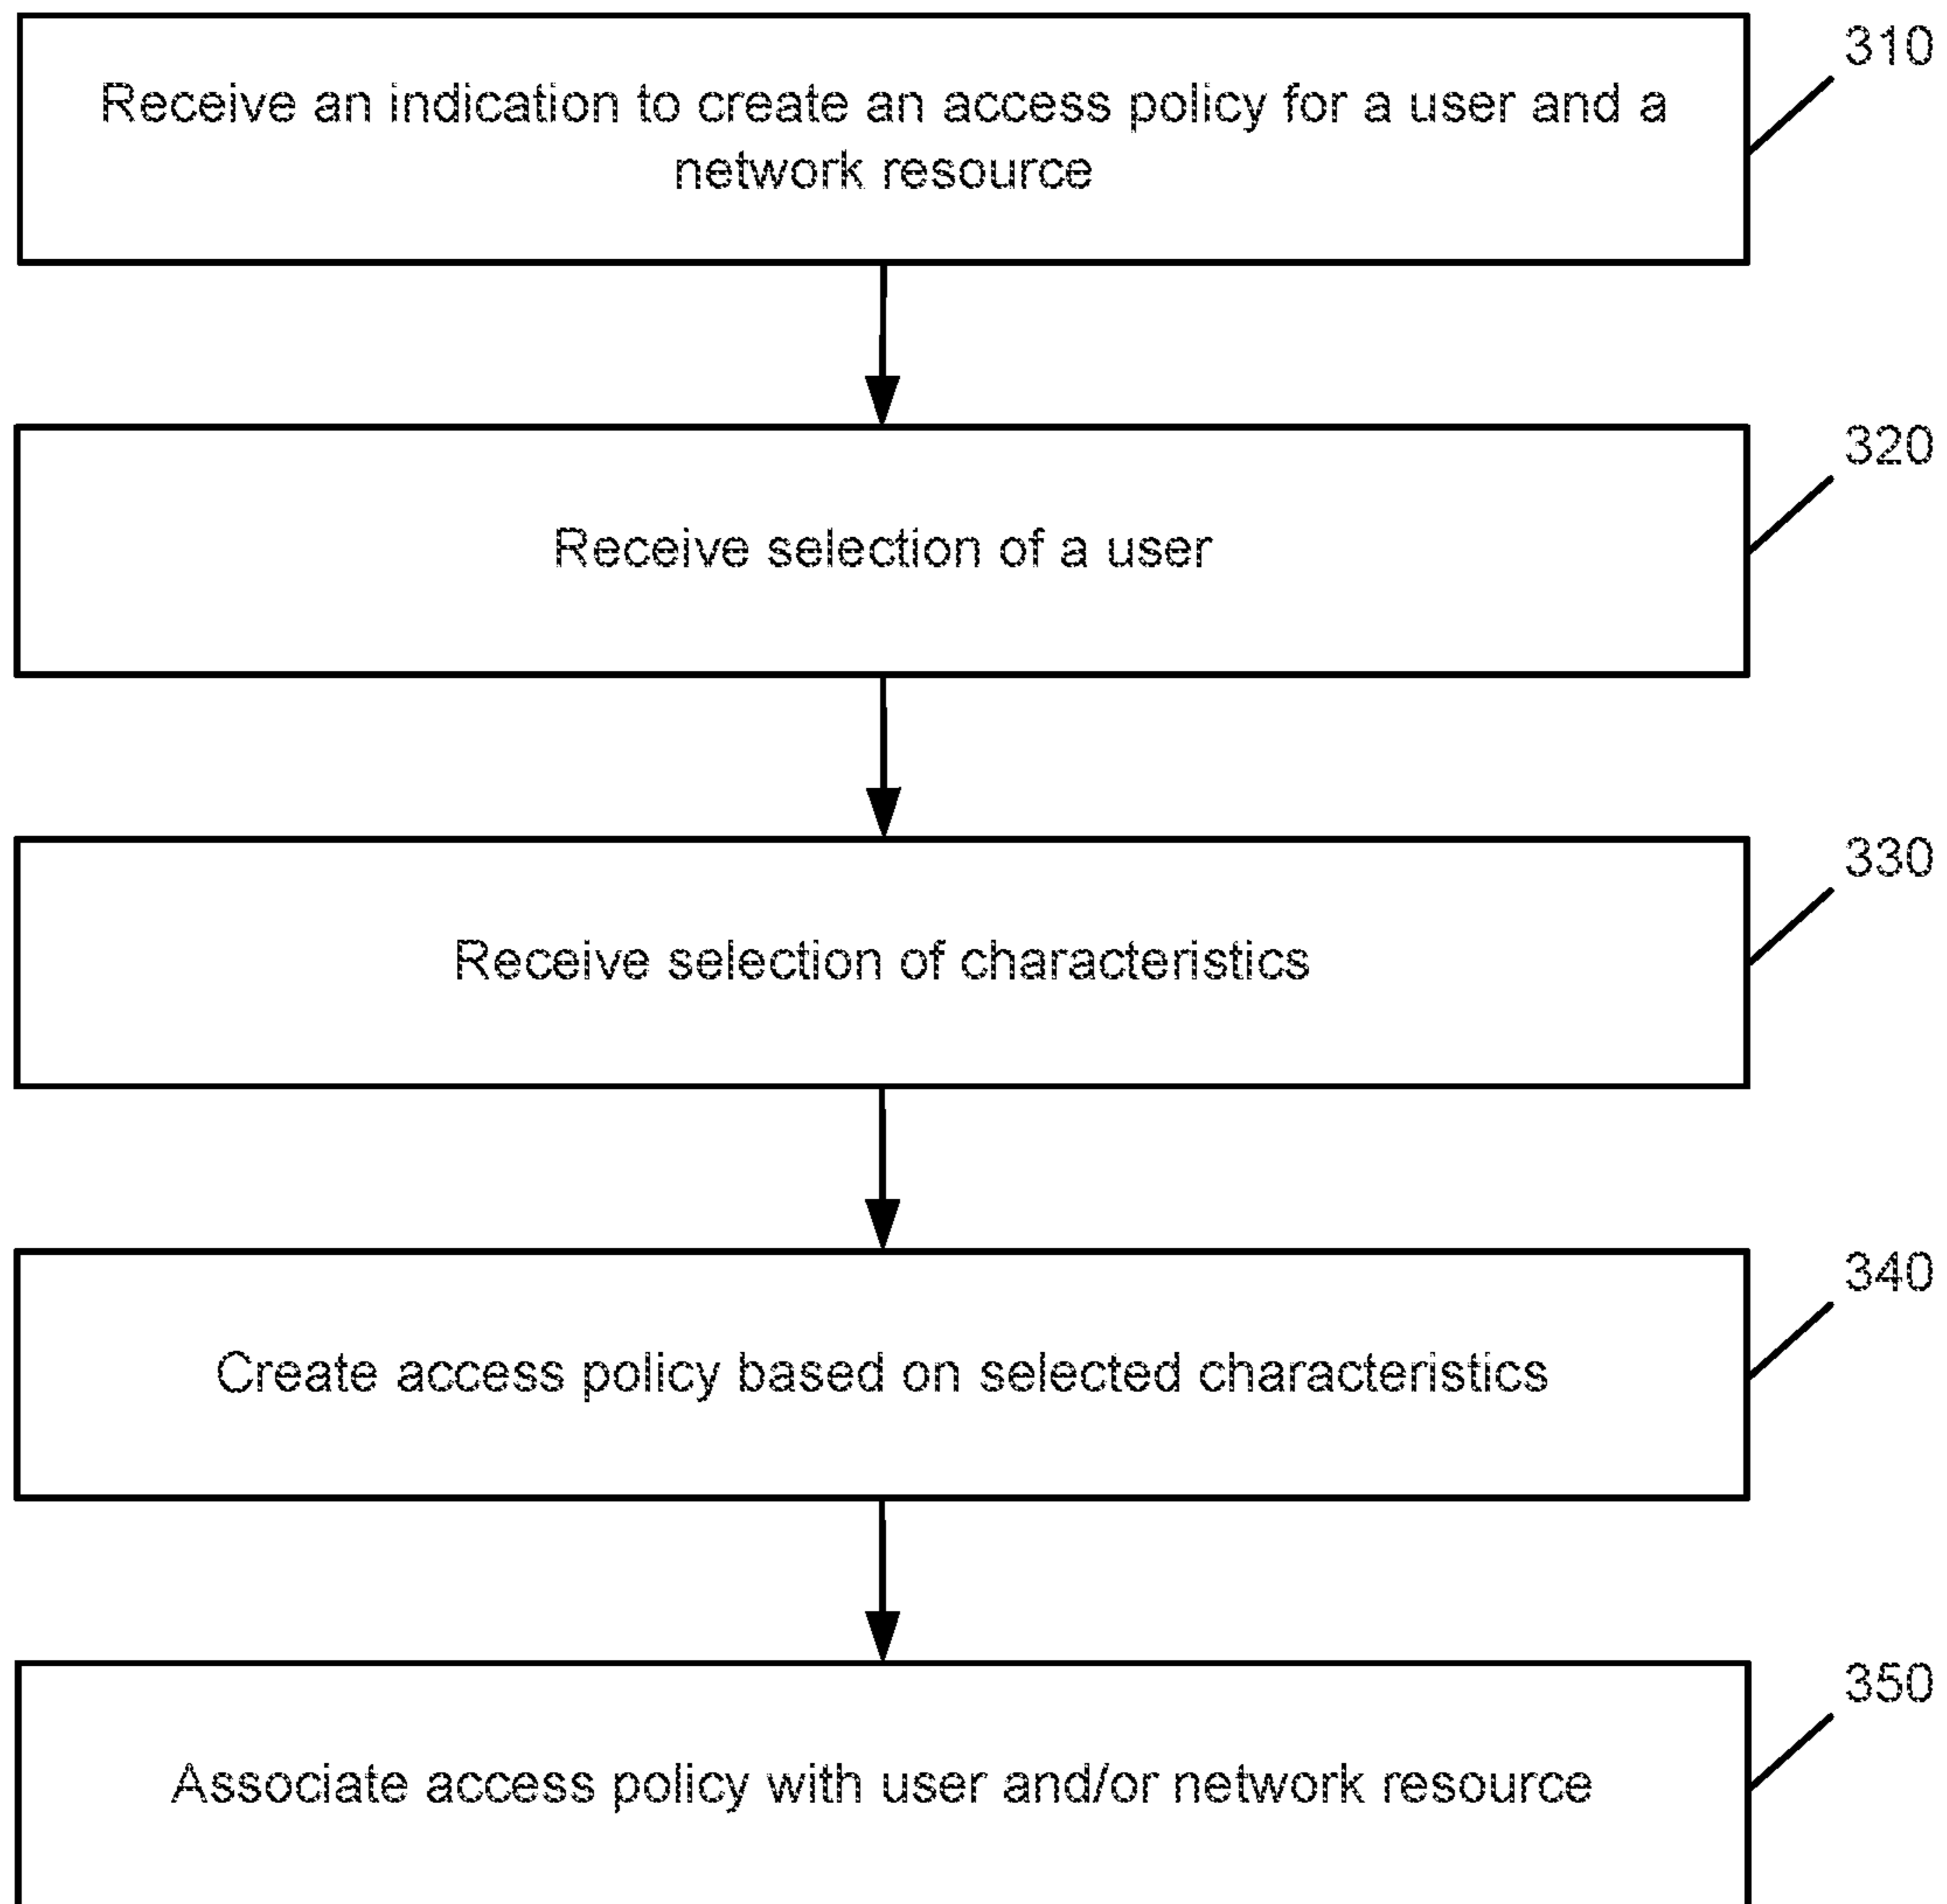 310
Receive an indication to create an access policy for a user and a
network resource
320
Receive selection of a user
330
Receive selection of characteristics
340
Create access policy based on selected characteristics
350
Associate access policy with user and/or network resource